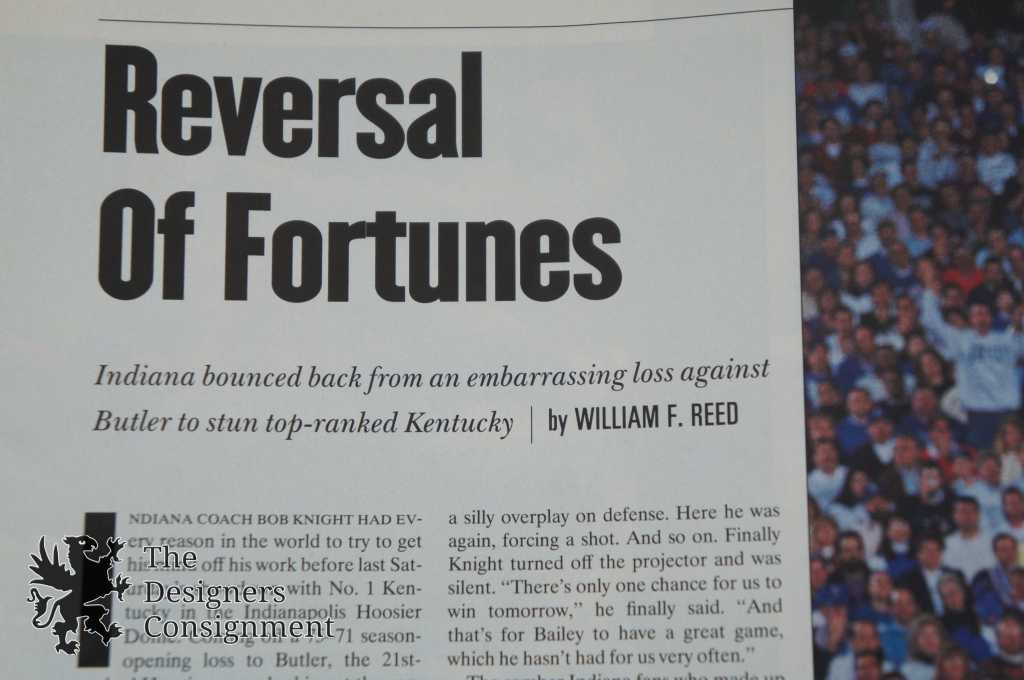 Reversal
Of Fortunes
Indiana bounced back from an embarrassing loss against
Butler to stun top-ranked Kentucky | by WILLIAM F. REED
INDIANA COACH BOB KNIGHT HAD EV-
ery reason in the world to try to get
off his work before last Sat-
with No. 1 Ken-
tucky in the Indianapolis Hoosier
71 season-
opening loss to Butler, the 21st-
a silly overplay on defense. Here he was
again, forcing a shot. And so on. Finally
Knight turned off the projector and was
silent. “There’s only one chance for us to
win tomorrow,” he finally said. “And
that’s for Bailey to have a great game,
which he hasn’t had for us very often.”
The Designers Consignment